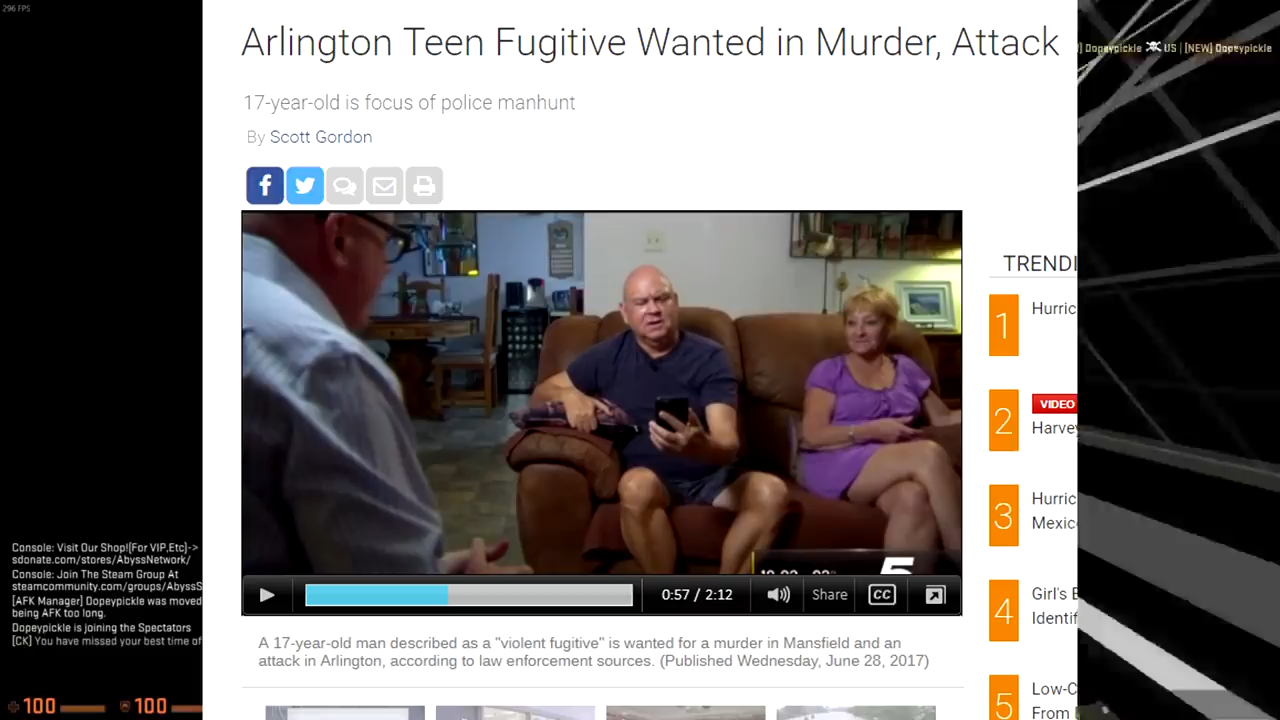 296 FPS
Arlington Teen Fugitive Wanted in Murder, Attack
Dopeypickle US | [NEW] Dopeypickle
17-year-old is focus of police manhunt
By Scott Gordon
TRENDI
1 Hurric
2 VIDEO
Harvey
3 Hurric
Mexic
4 Girl's B
Identif
5 Low-C
From
5
0:57 / 2:12 Share CC
A 17-year-old man described as a "violent fugitive" is wanted for a murder in Mansfield and an
attack in Arlington, according to law enforcement sources. (Published Wednesday, June 28, 2017)
Console: Visit Our Shop!(For VIP,Etc)->
sdonate.com/stores/AbyssNetwork/
Console: Join The Steam Group At
steamcommunity.com/groups/AbyssS
[AFK Manager] Dopeypickle was moved
being AFK too long.
Dopeypickle is joining the Spectators
[CK] You have missed your best time of
100 100